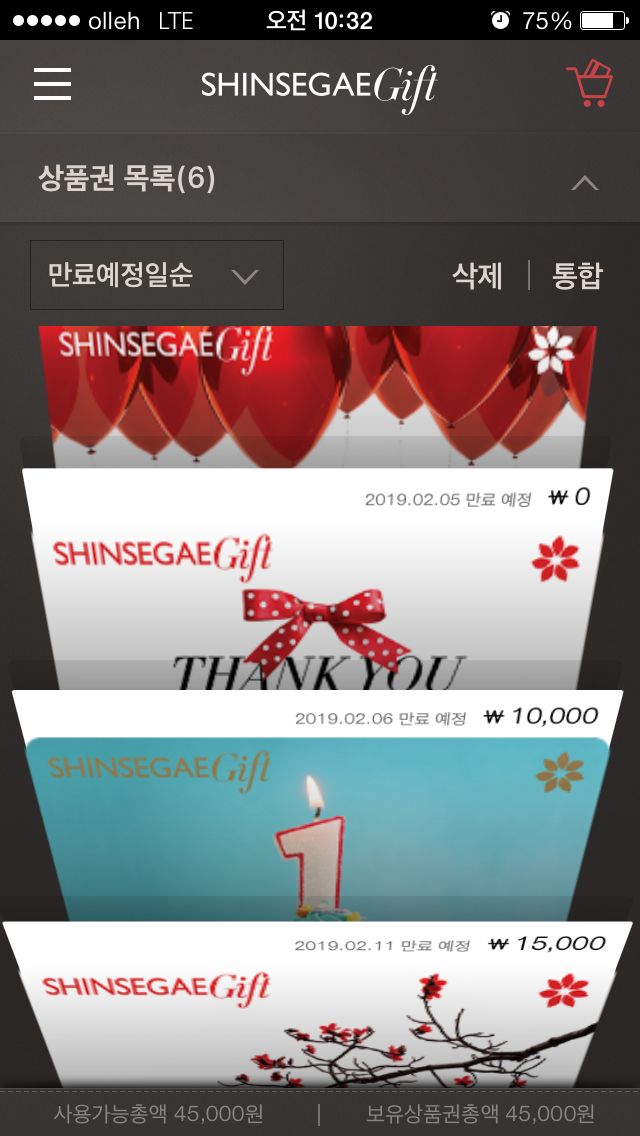 olleh LTE 오전 10:32 75%
SHINSEGAE Gift
상품권 목록(6)
만료예정일순 삭제 | 통합
SHINSEGAE Gift
2019.02.05 만료 예정 ₩ 0
SHINSEGAE Gift
THANK YOU
2019.02.06 만료 예정 ₩ 10,000
SHINSEGAE Gift
1
2019.02.11 만료 예정 ₩ 15,000
SHINSEGAE Gift
사용가능총액 45,000원 | 보유상품권총액 45,000원